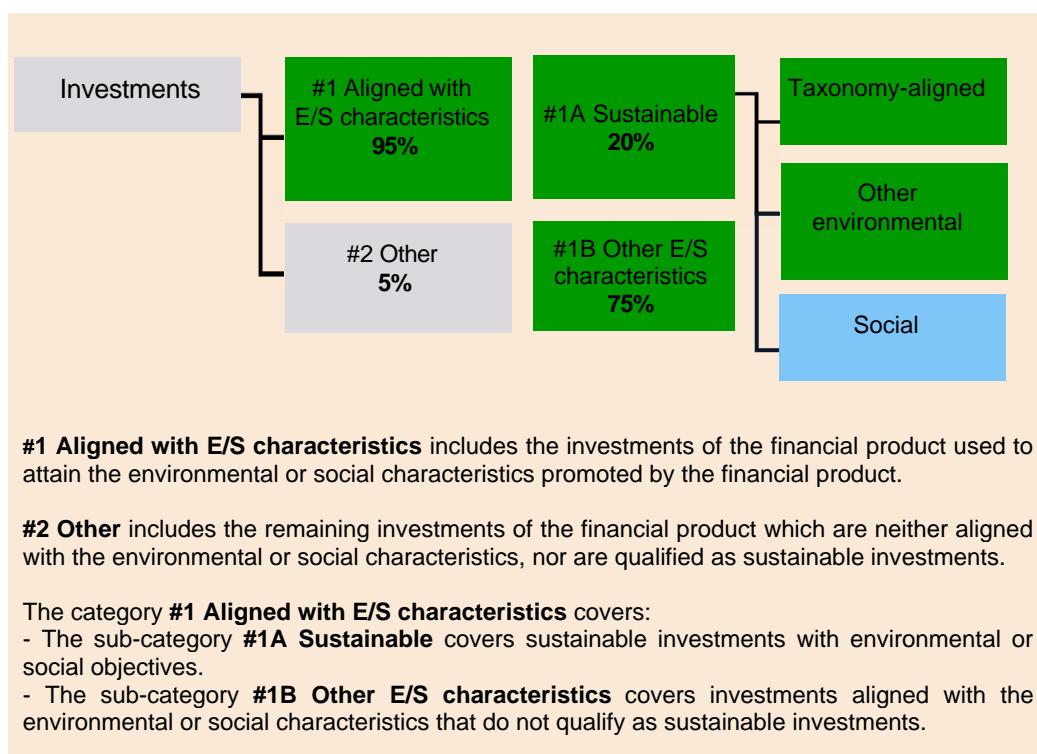 Investments
#1 Aligned with
E/S characteristics
95%
#2 Other
5%
#1A Sustainable
20%
#1B Other E/S
characteristics
75%
Taxonomy-aligned
Other
environmental
Social
#1 Aligned with E/S characteristics includes the investments of the financial product used to
attain the environmental or social characteristics promoted by the financial product.
#2 Other includes the remaining investments of the financial product which are neither aligned
with the environmental or social characteristics, nor are qualified as sustainable investments.
The category #1 Aligned with E/S characteristics covers:
- The sub-category #1A Sustainable covers sustainable investments with environmental or
social objectives.
- The sub-category #1B Other E/S characteristics covers investments aligned with the
environmental or social characteristics that do not qualify as sustainable investments.